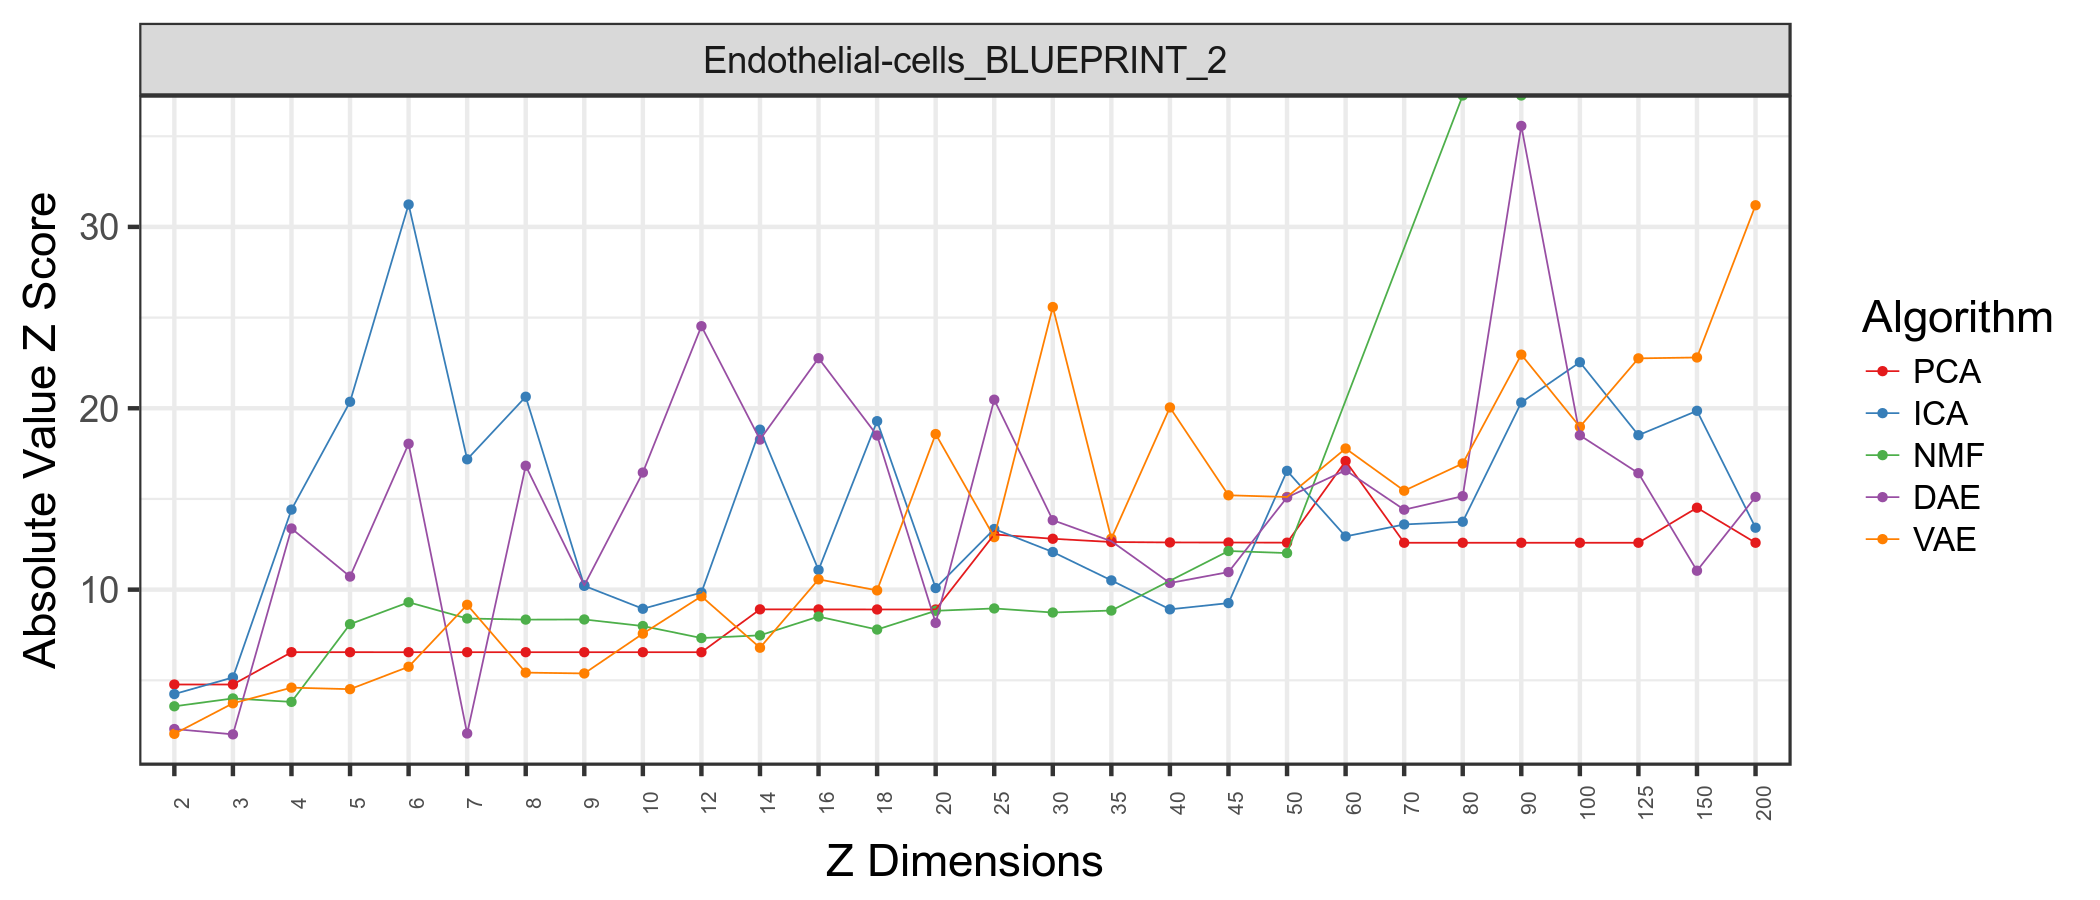 Endothelial-cells_BLUEPRINT_2
Absolute Value Z Score
30
20
10
2 3 4 5 6 7 8 9 10 12 14 16 18 20 25 30 35 40 45 50 60 70 80 90 100 125 150 200
Z Dimensions
Algorithm
PCA
ICA
NMF
DAE
VAE